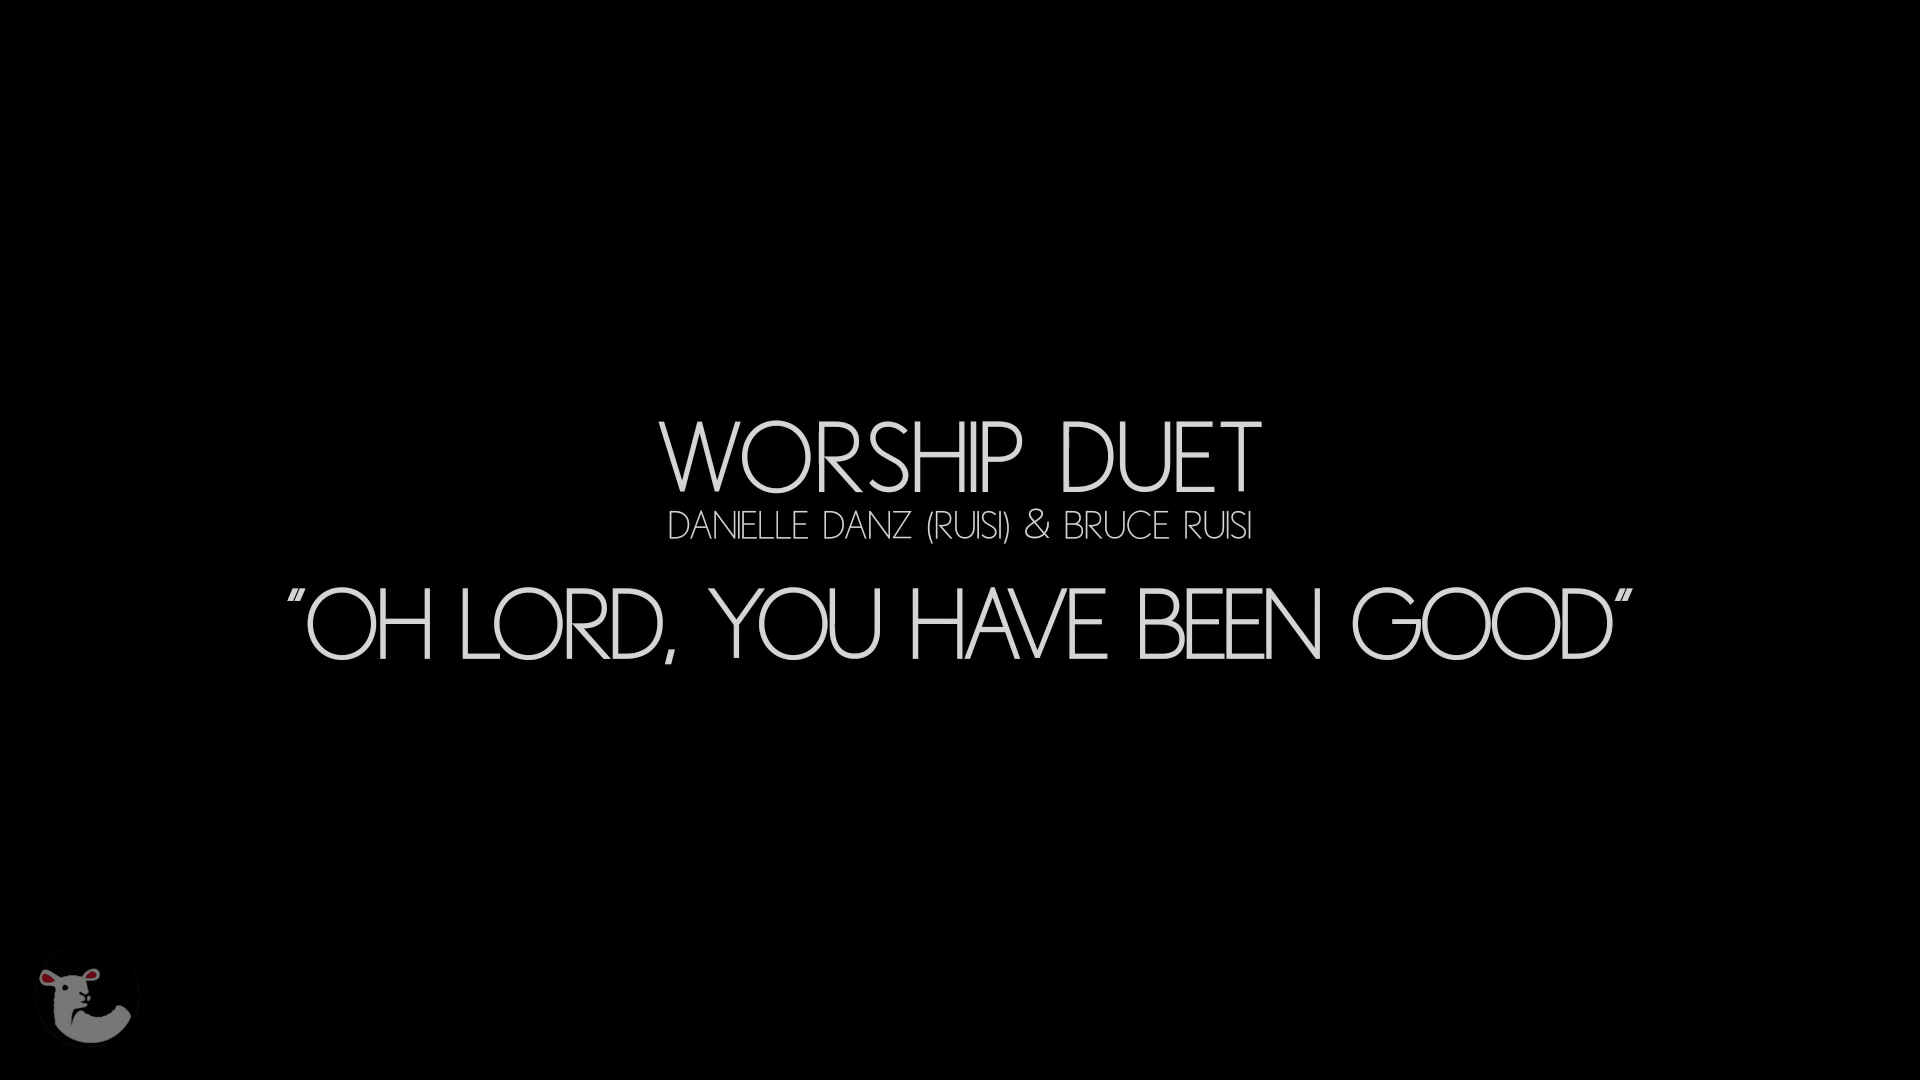 WORSHIP DUET
DANIELLE DANZ (RUISI) & BRUCE RUISI
"OH LORD, YOU HAVE BEEN GOOD"